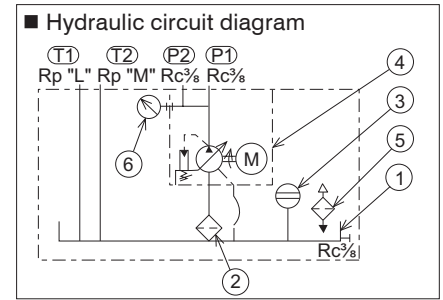 ■ Hydraulic circuit diagram
T1 T2 P2 P1
Rp "L" Rp "M" Rc⅜ Rc⅜
4
3
5
6
M
1
Rc⅜
2